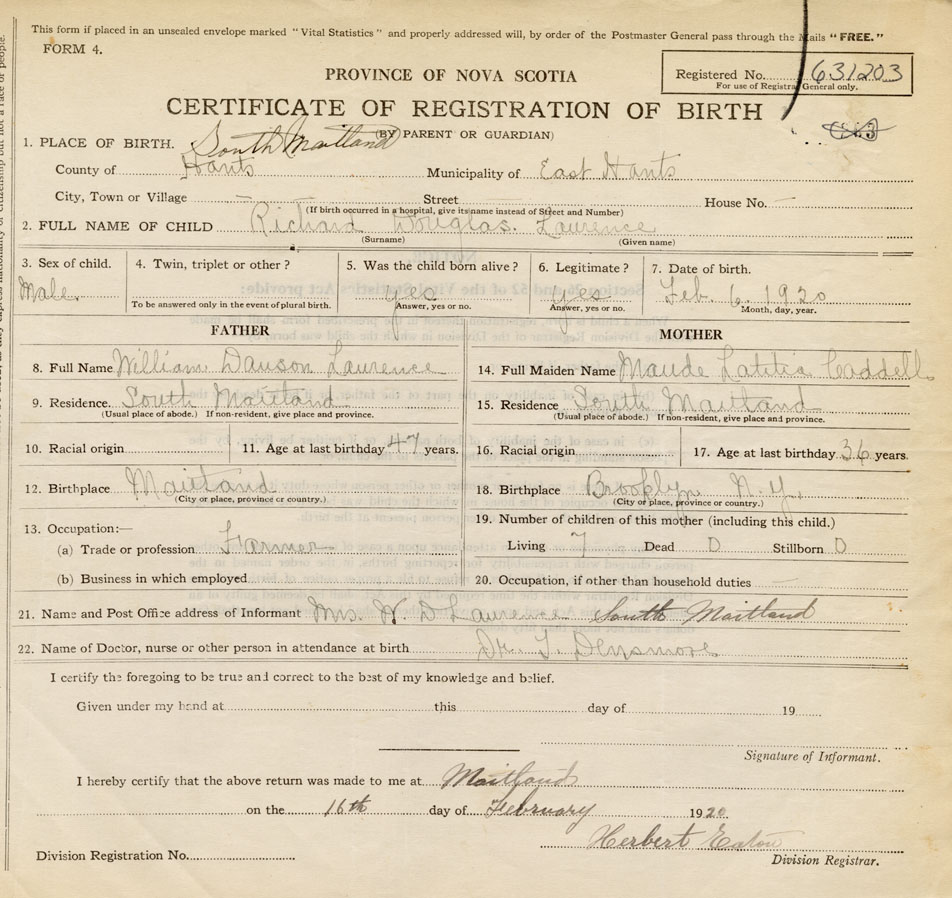 This form if placed in an unsealed envelope marked "Vital Statistics" and properly addressed will, by order of the Postmaster General pass through the Mails "FREE."
FORM 4.
Registered No. 631203
For use of Registrar General only.
PROVINCE OF NOVA SCOTIA
CERTIFICATE OF REGISTRATION OF BIRTH
(BY PARENT OR GUARDIAN)
1. PLACE OF BIRTH. South Maitland
County of Hants Municipality of East Hants
City, Town or Village — Street House No. —
(If birth occurred in a hospital, give its name instead of Street and Number)
2. FULL NAME OF CHILD Richard Douglas. Laurence
(Surname) (Given name)
3. Sex of child. 4. Twin, triplet or other? 5. Was the child born alive? 6. Legitimate? 7. Date of birth.
Male. yes yes Feb. 6, 1920
To be answered only in the event of plural birth. Answer, yes or no. Answer, yes or no. Month, day, year.
FATHER MOTHER
8. Full Name William Dawson Laurence 14. Full Maiden Name Maude Latitia Caddell
9. Residence. South Maitland 15. Residence South Maitland
(Usual place of abode.) If non-resident, give place and province. (Usual place of abode.) If non-resident, give place and province.
10. Racial origin 11. Age at last birthday 47 years. 16. Racial origin 17. Age at last birthday 36 years.
12. Birthplace Maitland 18. Birthplace Brooklyn N.Y.
(City or place, province or country.) (City or place, province or country.)
13. Occupation:— 19. Number of children of this mother (including this child.)
(a) Trade or profession Farmer Living 7 Dead 0 Stillborn 0
(b) Business in which employed 20. Occupation, if other than household duties —
21. Name and Post Office address of Informant Mrs. W. D Laurence South Maitland
22. Name of Doctor, nurse or other person in attendance at birth Dr. T. Densmore
I certify the foregoing to be true and correct to the best of my knowledge and belief.
Given under my hand at this day of 19
Signature of Informant.
I hereby certify that the above return was made to me at Maitland
on the 16th day of February 1920.
Herbert Eaton
Division Registration No. Division Registrar.